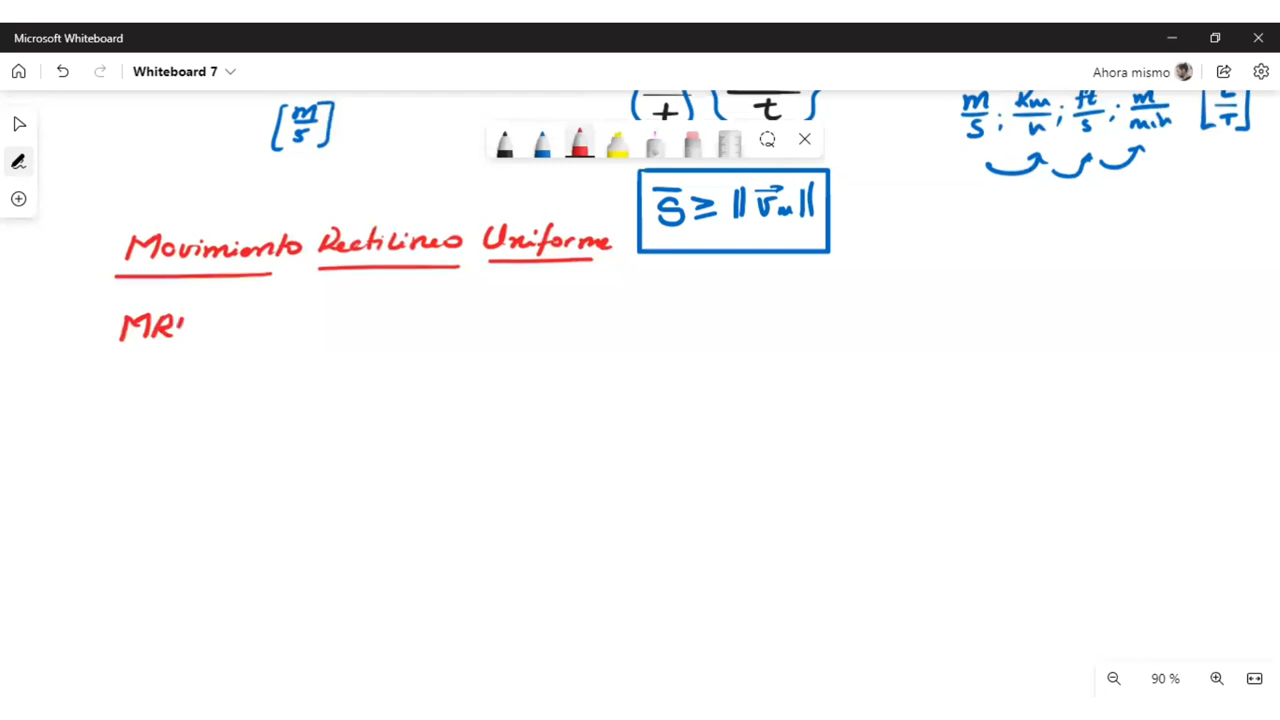 Microsoft Whiteboard
Whiteboard 7
Ahora mismo
[m/s]
t t
m/s ; km/h ; ft/s ; m/min [L/T]
S̅ ≥ ‖v⃗m‖
Movimiento Rectilineo Uniforme
MR
90 %